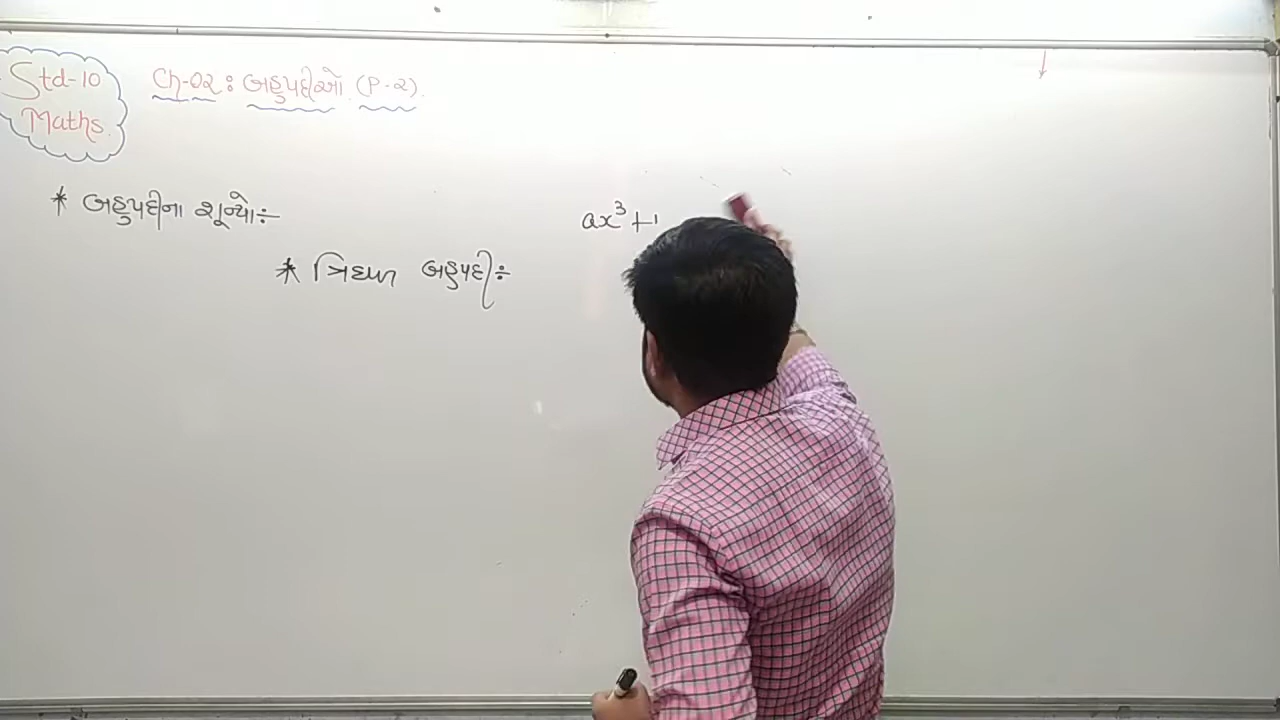 Std-10
Maths.
Ch-02 : બહુપદીઓ. (P-2).
* બહુપદીના શૂન્યો :-
ax³ +
* ત્રિઘાત બહુપદી :-